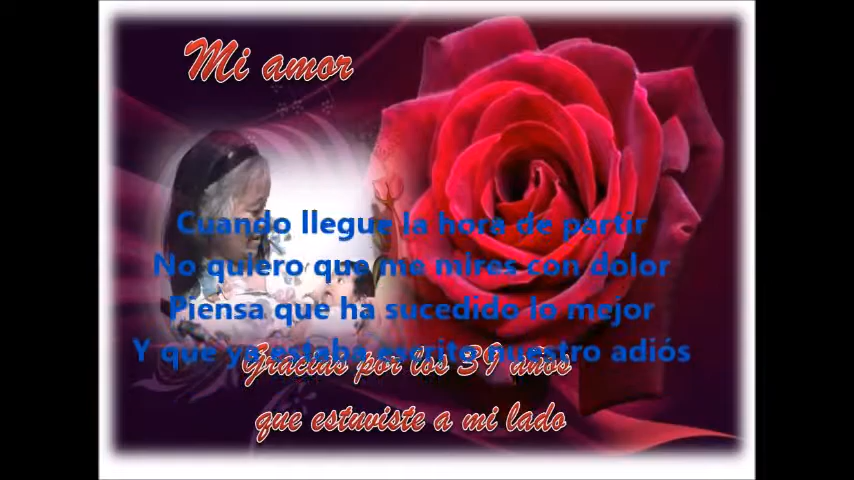 Mi amor
Cuando llegue la hora de partir
No quiero que me mires con dolor
Piensa que ha sucedido lo mejor
Y que ya estaba escrito nuestro adiós
Gracias por los 39 años
que estuviste a mi lado